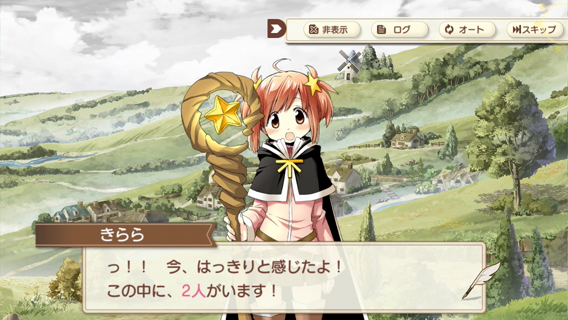 非表示
ログ
オート
スキップ
きらら
っ！！　今、はっきりと感じたよ！
この中に、2人がいます！